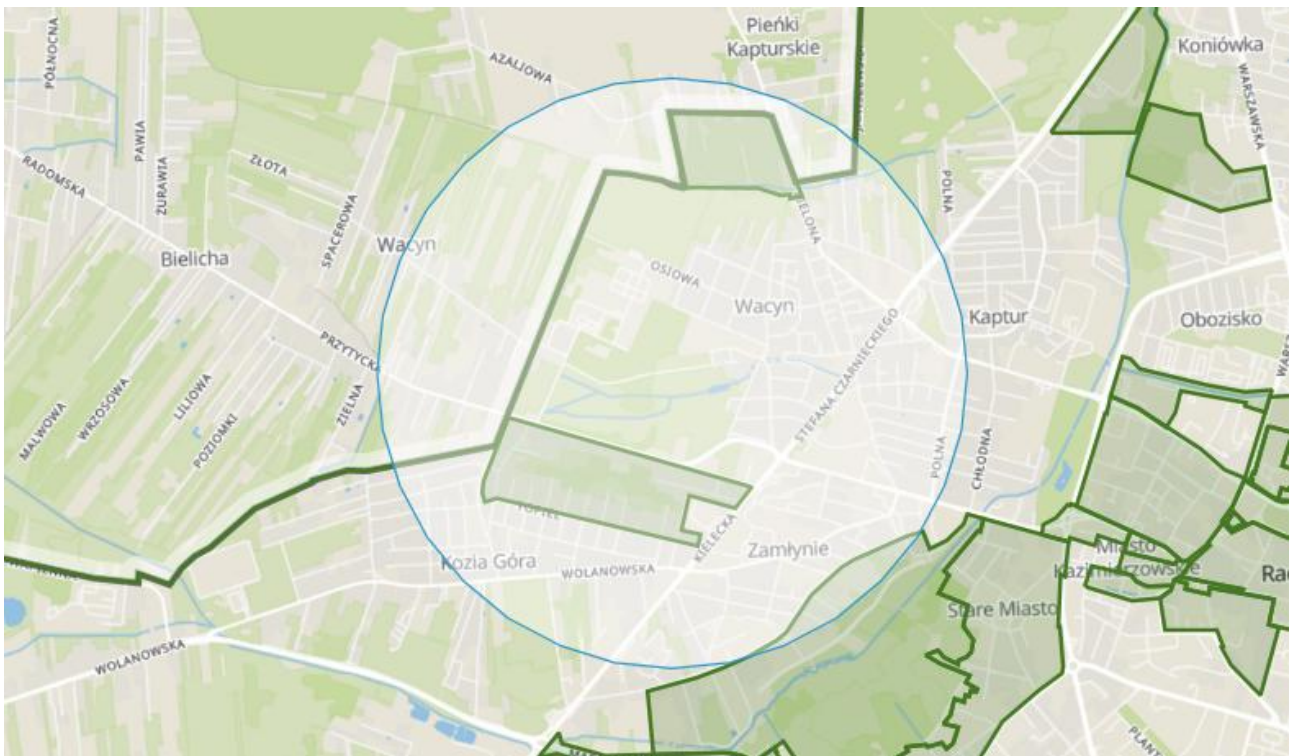 PÓŁNOCNA
Pieńki
Kapturskie
Koniówka
AZALIOWA
WARSZAWSKA
PAWIA
ŻURAWIA
RADOMSKA
ZŁOTA
SPACEROWA
POLNA
Wacyn
Bielicha
OSIOWA
Wacyn
Kaptur
Obozisko
PRZYTYCKA
STEFANA CZARNIECKIEGO
MALWOWA
WRZOSOWA
LILIOWA
POZIOMKI
ZIELNA
POLNA
CHŁODNA
KIELECKA
Kozia Góra
WOLANOWSKA
Zamłynie
Miasto
Kazimierzowskie
Stare Miasto
WOLANOWSKA